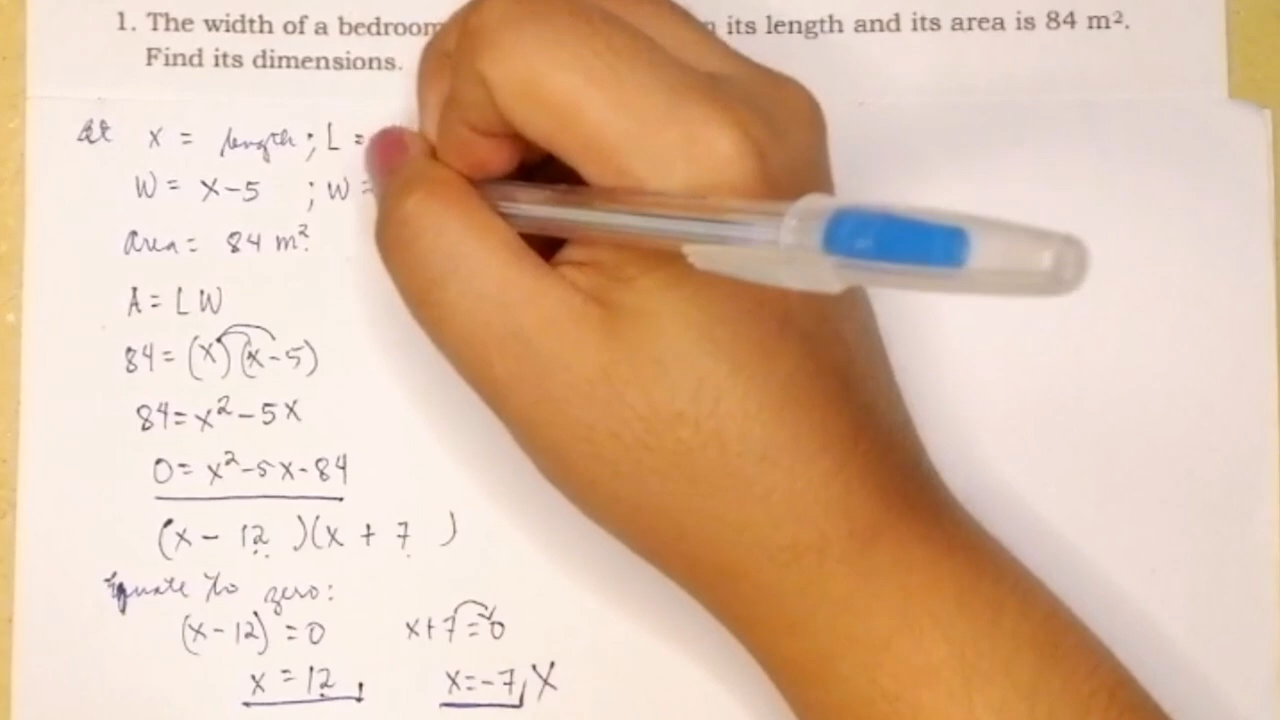 1. The width of a bedroom its length and its area is 84 m².
Find its dimensions.
let x = length ; L =
W = x-5 ; W =
area = 84 m².
A = L W
84 = (x) (x-5)
84 = x² - 5x
0 = x² - 5x - 84
(x - 12 )(x + 7 )
Equate to zero:
(x-12) = 0 x+7 = 0
x = 12 x = -7, X